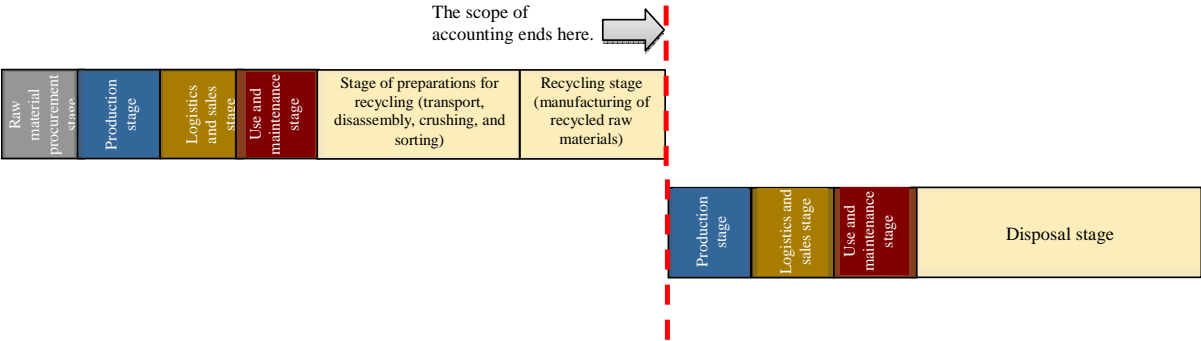 The scope of
accounting ends here.
Raw
material
procurement
stage
Production
stage
Logistics
and sales
stage
Use and
maintenance
stage
Stage of preparations for
recycling (transport,
disassembly, crushing, and
sorting)
Recycling stage
(manufacturing of
recycled raw
materials)
Production
stage
Logistics and
sales stage
Use and
maintenance
stage
Disposal stage